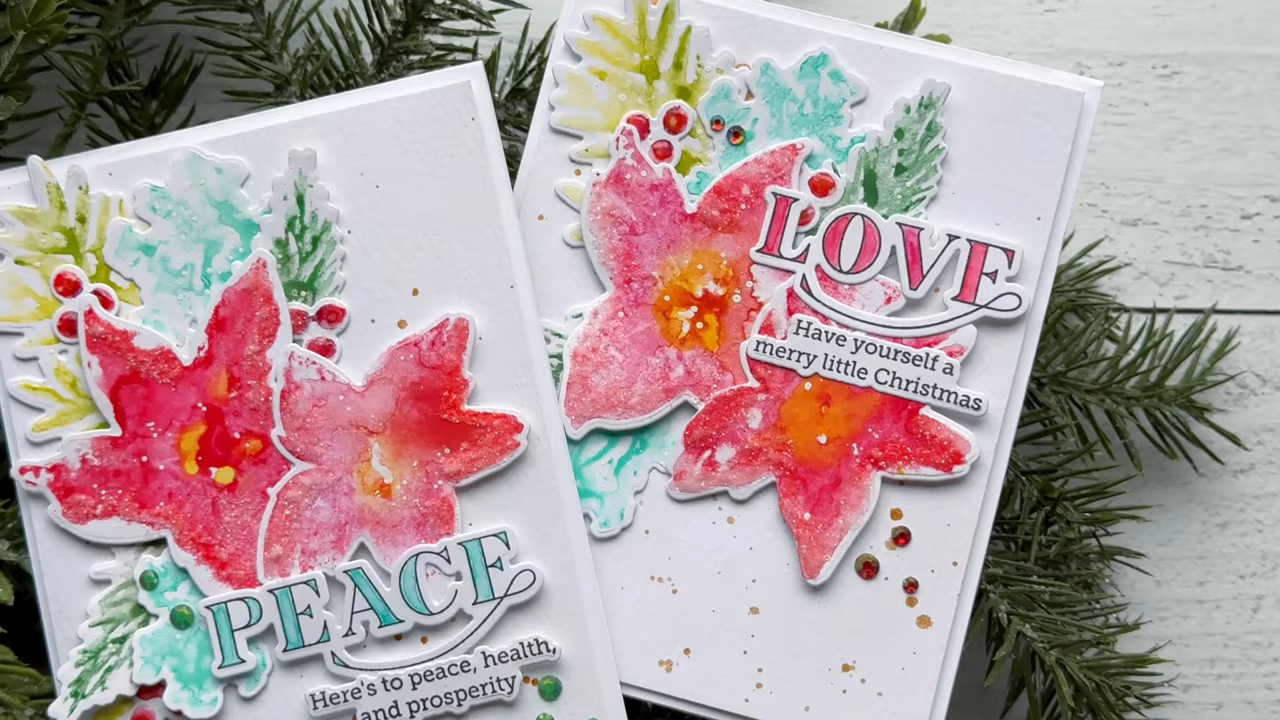 PEACE
Here's to peace, health,
and prosperity
LOVE
Have yourself a
merry little Christmas